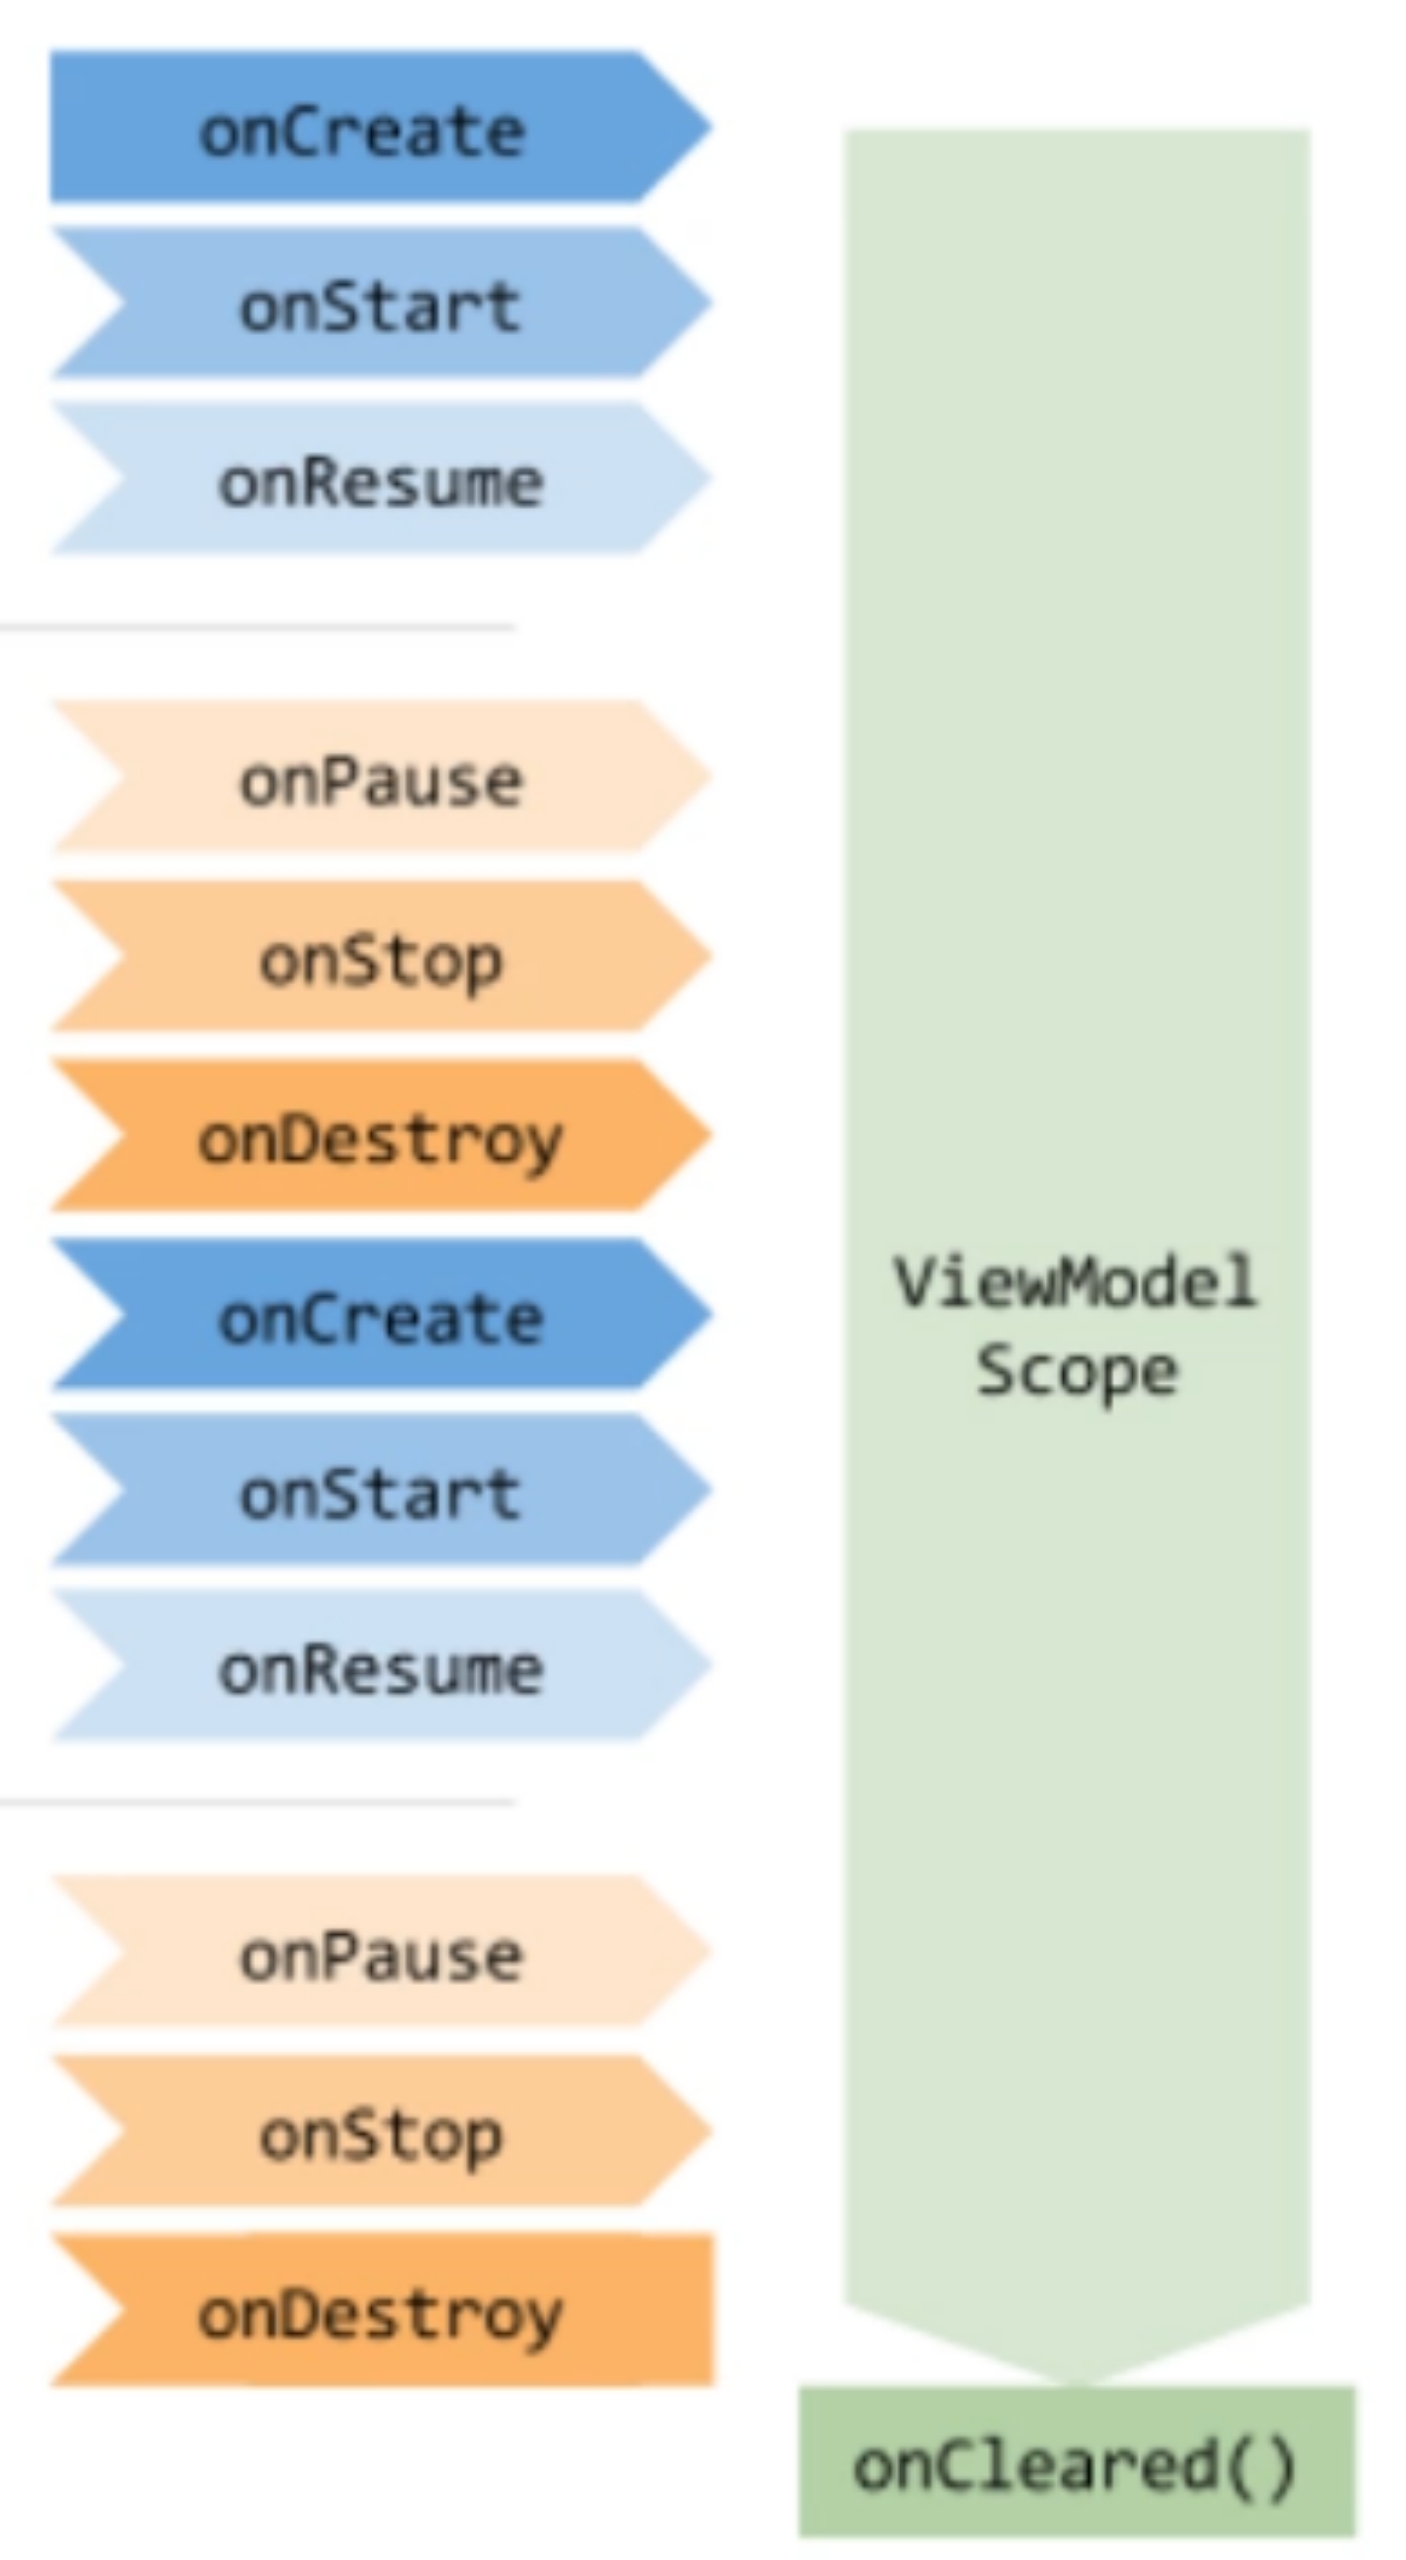 onCreate
onStart
onResume
onPause
onStop
onDestroy
onCreate
onStart
onResume
onPause
onStop
onDestroy
ViewModel
Scope
onCleared()